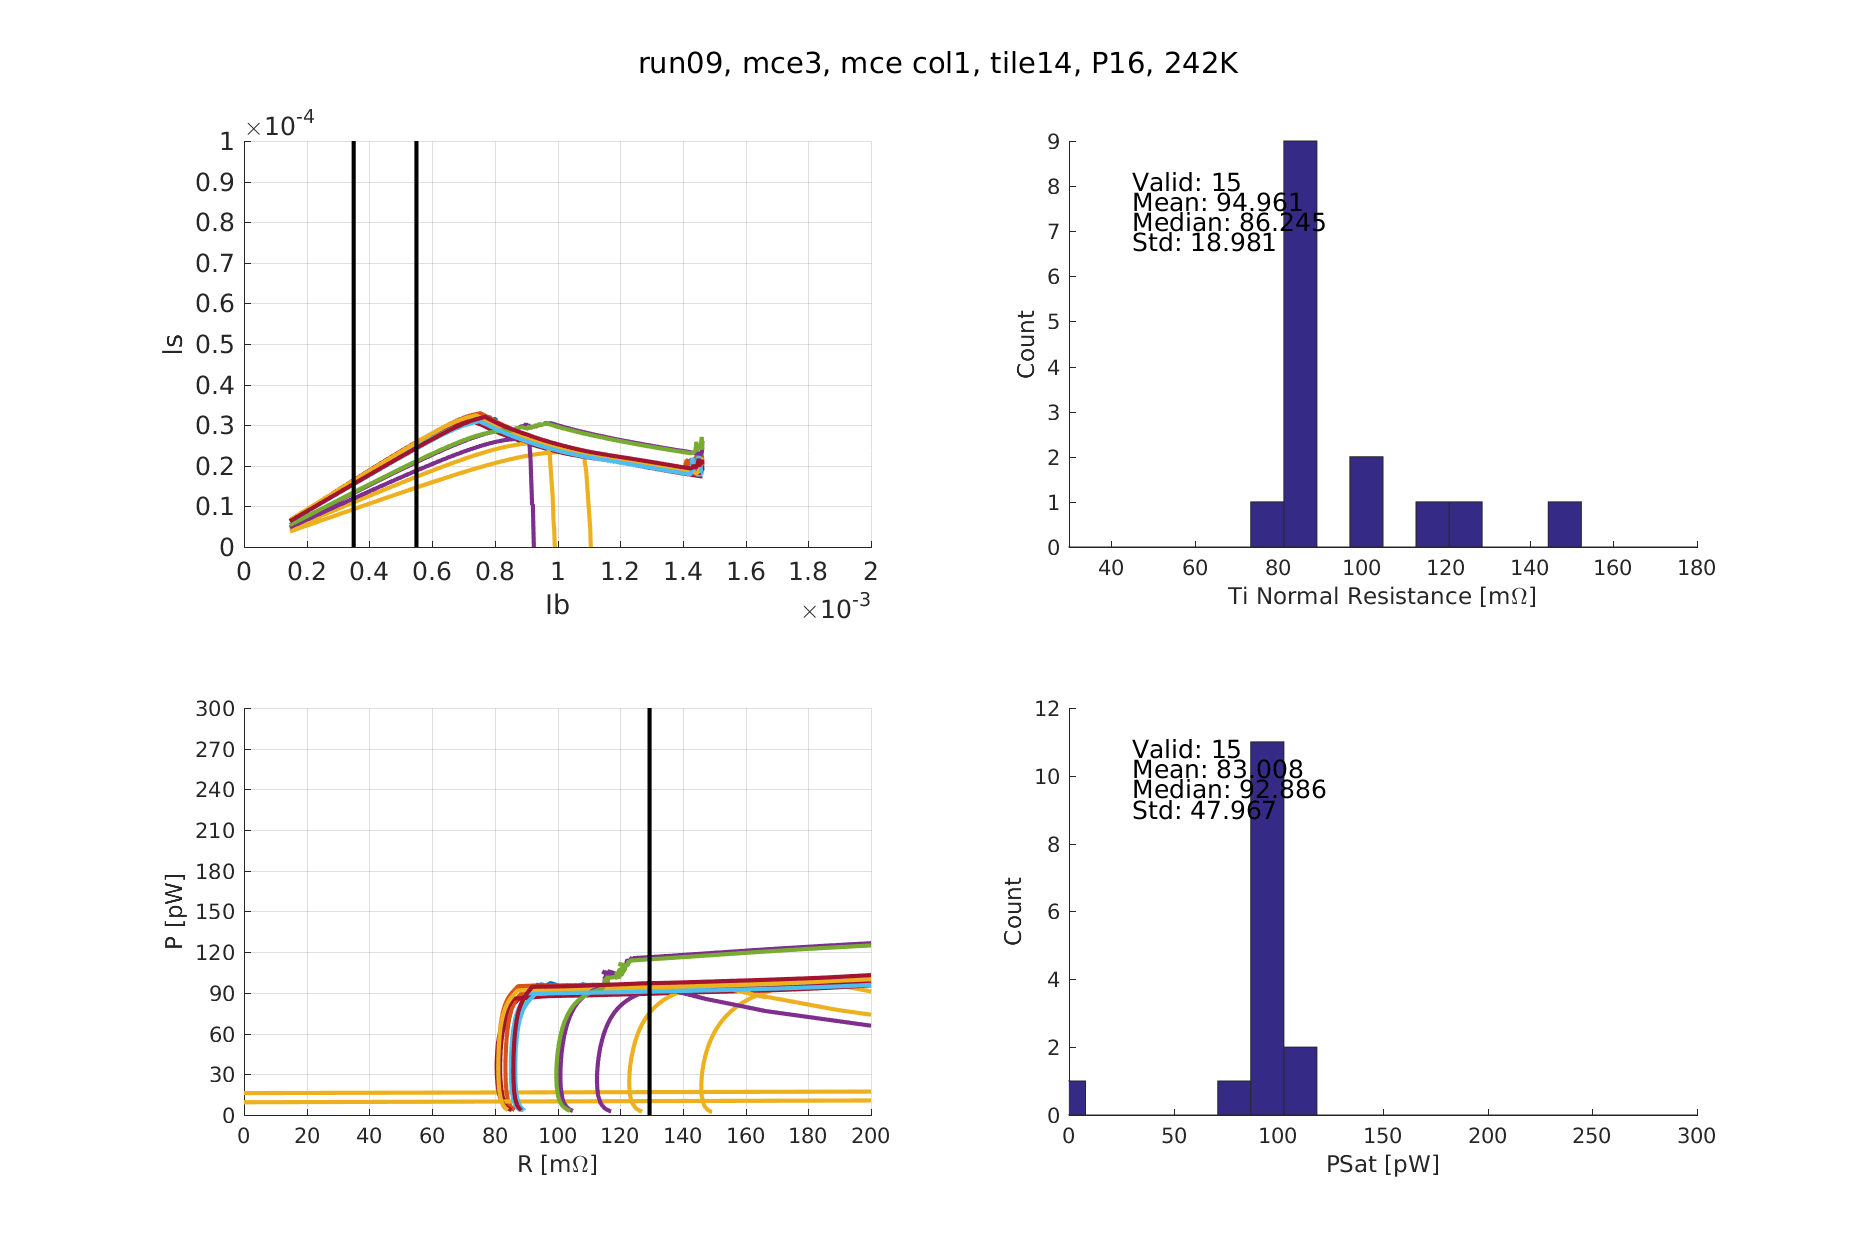 run09, mce3, mce col1, tile14, P16, 242K
×10-4
1
0.9
0.8
0.7
0.6
0.5
0.4
0.3
0.2
0.1
0
Is
0 0.2 0.4 0.6 0.8 1 1.2 1.4 1.6 1.8 2
Ib
×10-3
9
8
7
6
5
4
3
2
1
0
Count
Valid: 15
Mean: 94.961
Median: 86.245
Std: 18.981
40 60 80 100 120 140 160 180
Ti Normal Resistance [mΩ]
300
270
240
210
180
150
120
90
60
30
0
P [pW]
0 20 40 60 80 100 120 140 160 180 200
R [mΩ]
12
10
8
6
4
2
0
Count
Valid: 15
Mean: 83.008
Median: 92.886
Std: 47.967
0 50 100 150 200 250 300
PSat [pW]